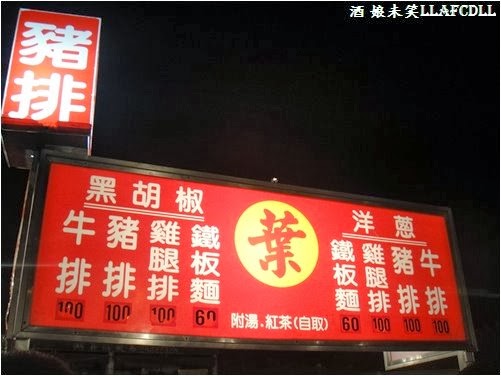 酒娘未笑LLAFCDLL
豬排
黑胡椒
牛排 100
豬排 100
雞腿排 100
鐵板麵 60
葉
洋蔥
鐵板麵 60
雞腿排 100
豬排 100
牛排 100
附湯、紅茶(自取)